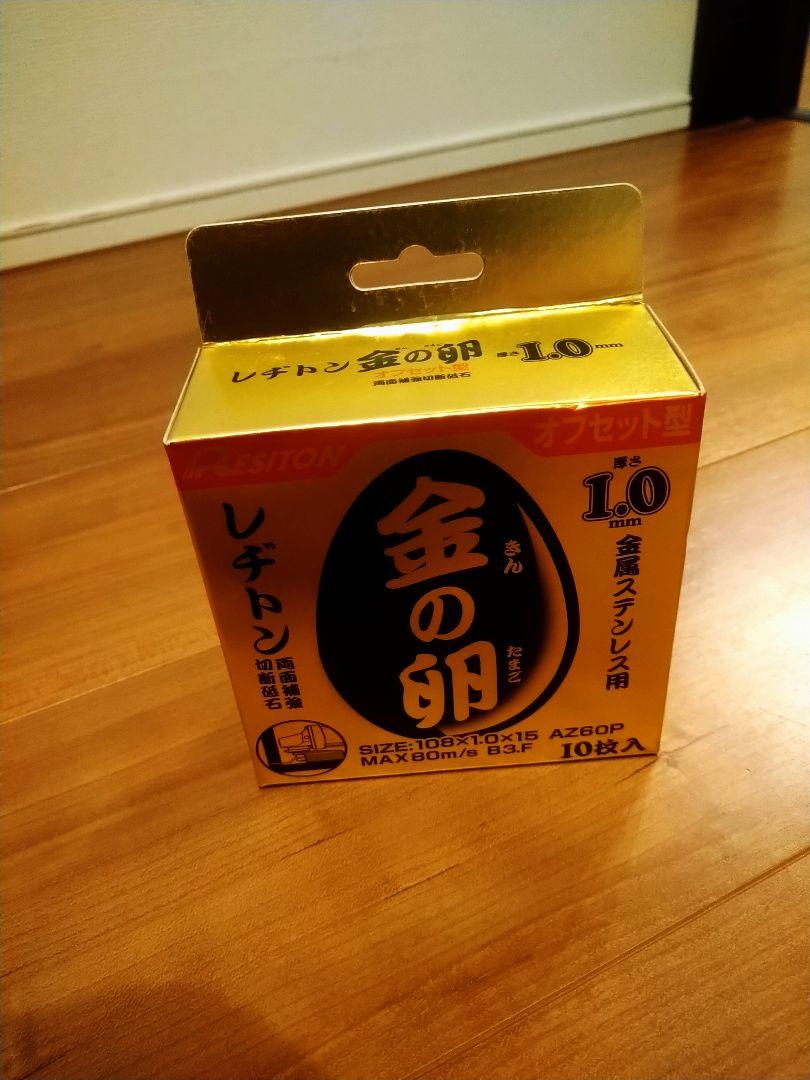 レヂトン 金の卵 厚さ 1.0mm
オフセット型
両面補強切断砥石
RESITON
オフセット型
レヂトン
両面補強
切断砥石
金の卵
きん
たまご
厚さ
1.0
mm
金属ステンレス用
SIZE:108×1.0×15 AZ60P
MAX80m/s B3.F
10枚入